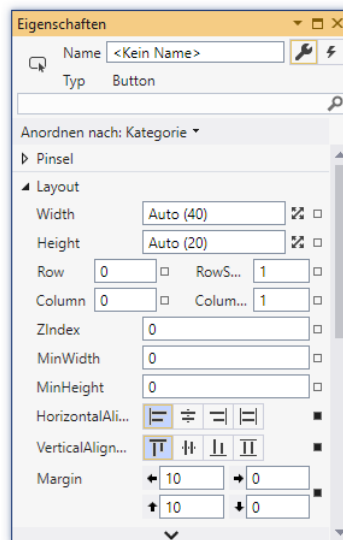 Eigenschaften
Name <Kein Name>
Typ Button
Anordnen nach: Kategorie
Pinsel
Layout
Width Auto (40)
Height Auto (20)
Row 0 RowS... 1
Column 0 Colum... 1
ZIndex 0
MinWidth 0
MinHeight 0
HorizontalAli...
VerticalAlign...
Margin 10 0
10 0